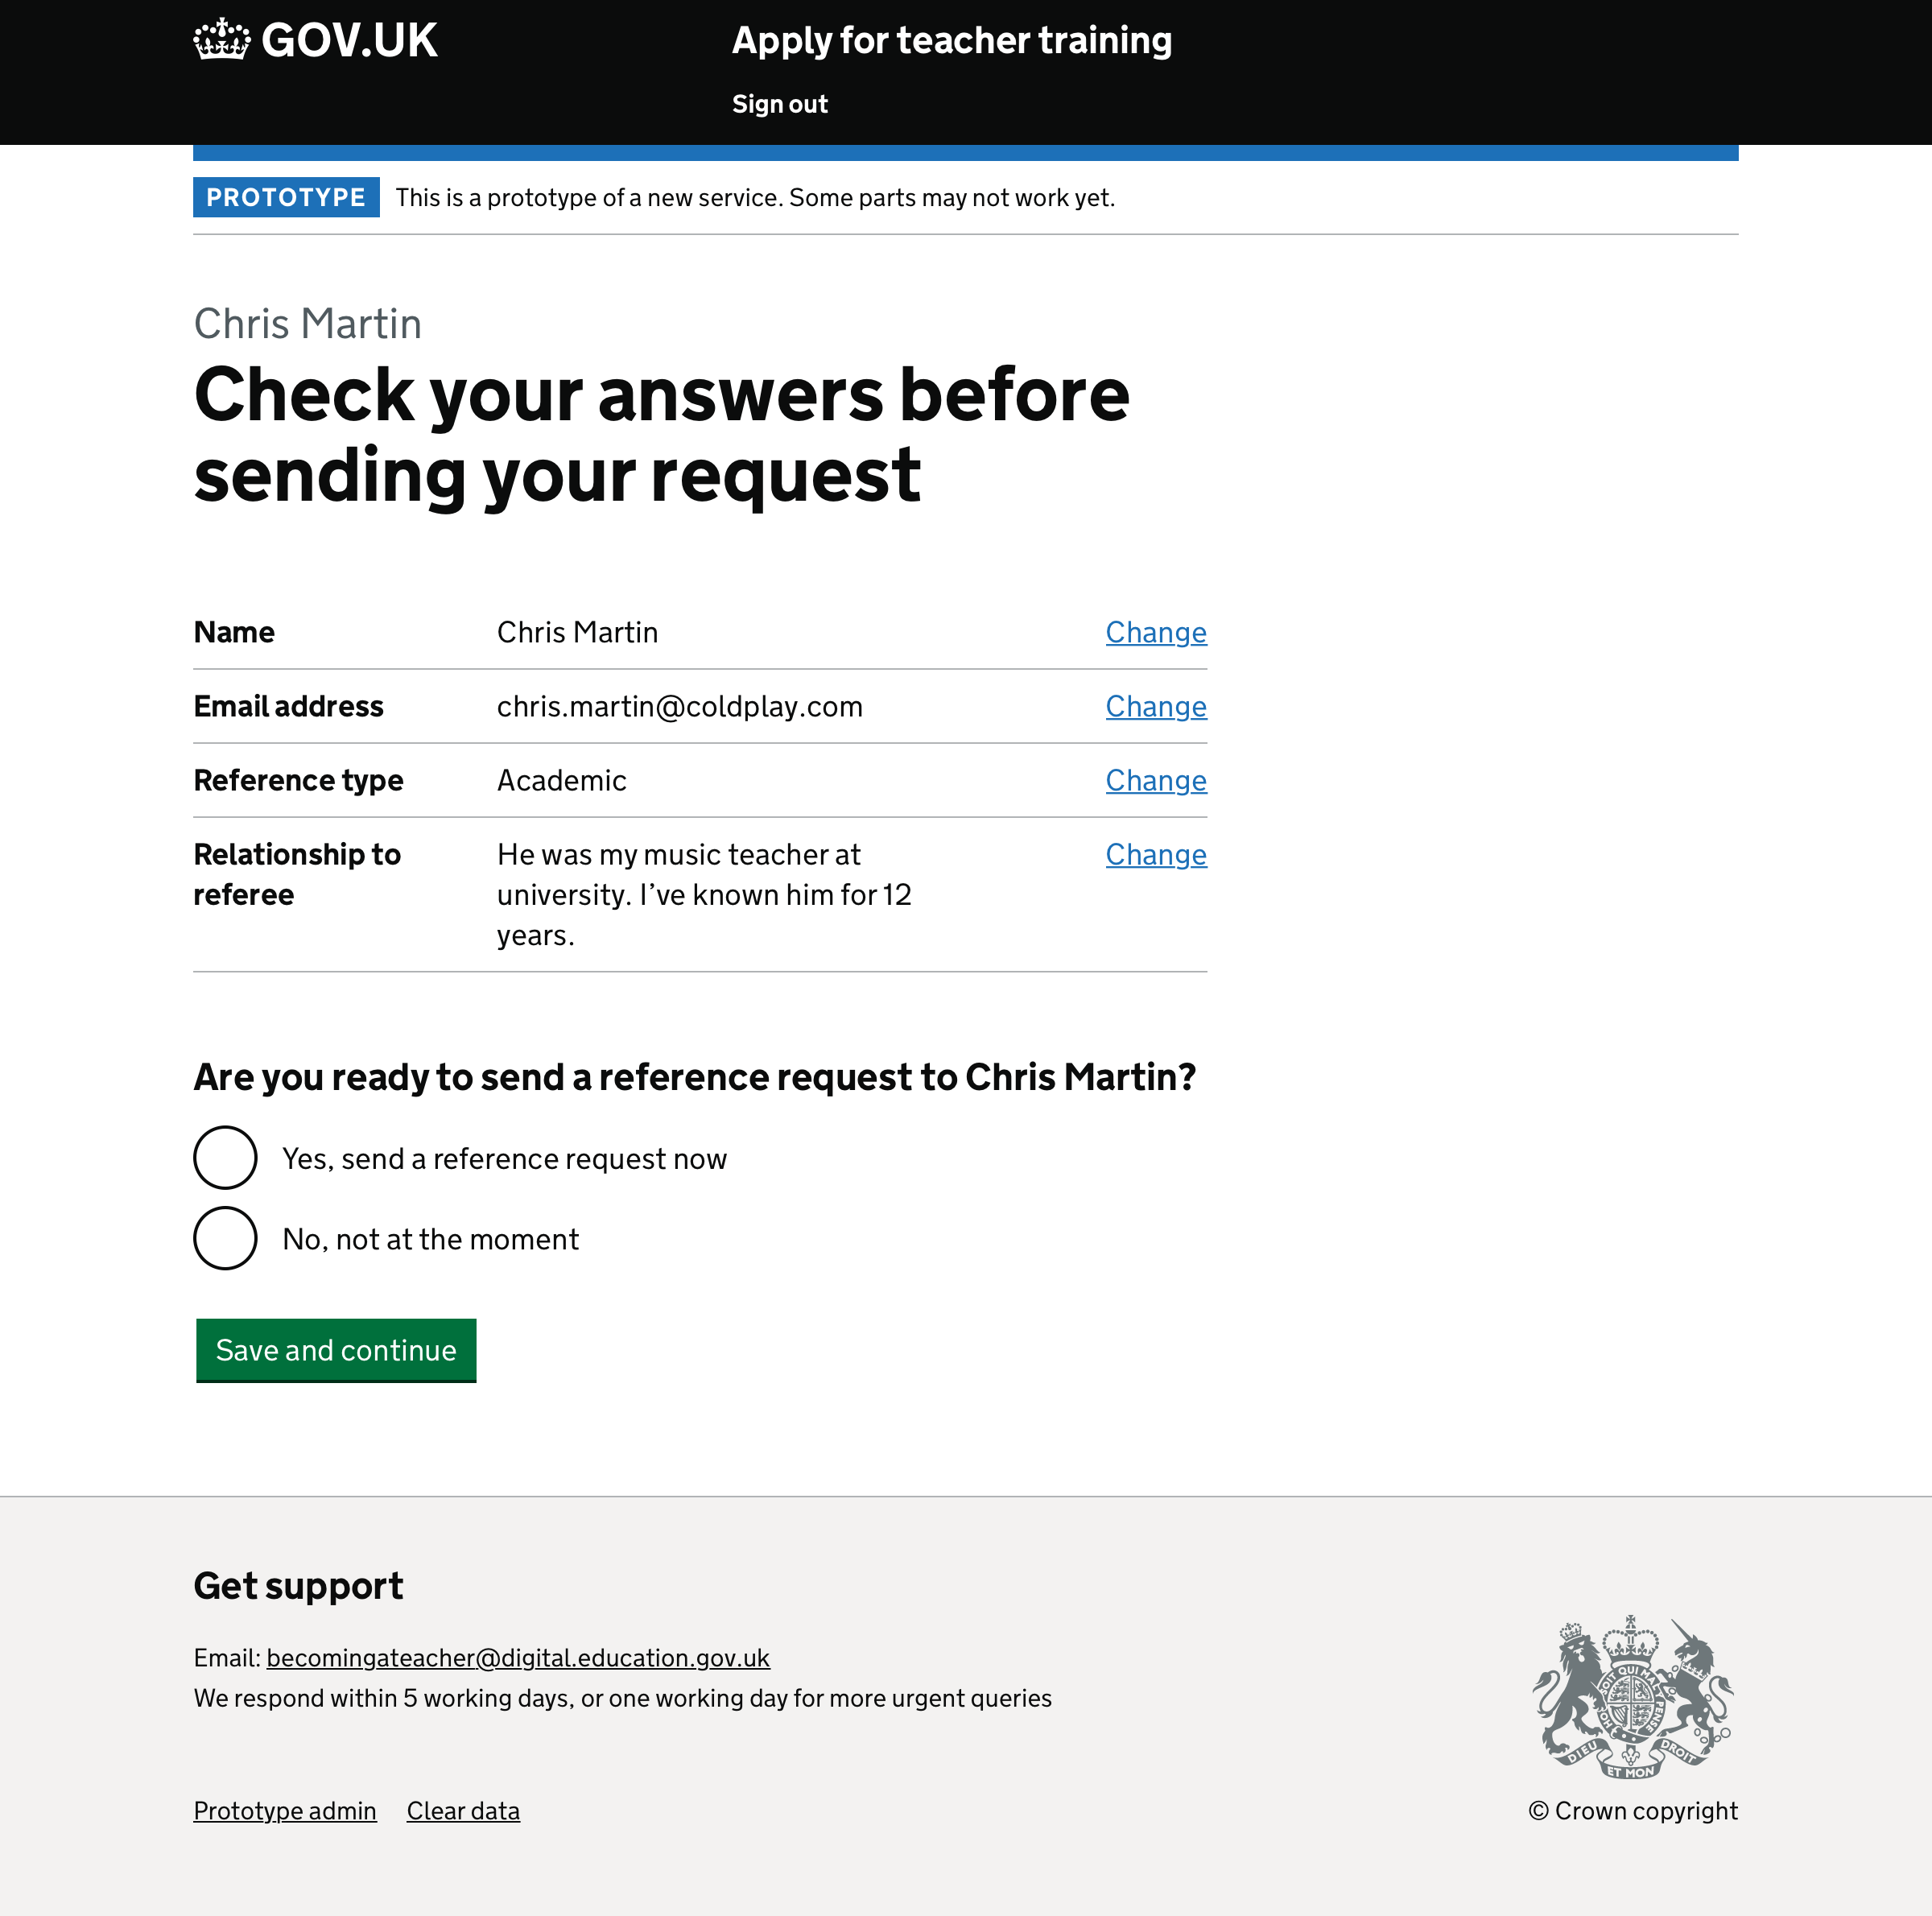 GOV.UK
Apply for teacher training
Sign out
PROTOTYPE This is a prototype of a new service. Some parts may not work yet.
Chris Martin
Check your answers before
sending your request
Name Chris Martin Change
Email address chris.martin@coldplay.com Change
Reference type Academic Change
Relationship to He was my music teacher at Change
referee university. I’ve known him for 12
years.
Are you ready to send a reference request to Chris Martin?
Yes, send a reference request now
No, not at the moment
Save and continue
Get support
Email: becomingateacher@digital.education.gov.uk
We respond within 5 working days, or one working day for more urgent queries
DIEU ET MON DROIT
Prototype admin Clear data
© Crown copyright